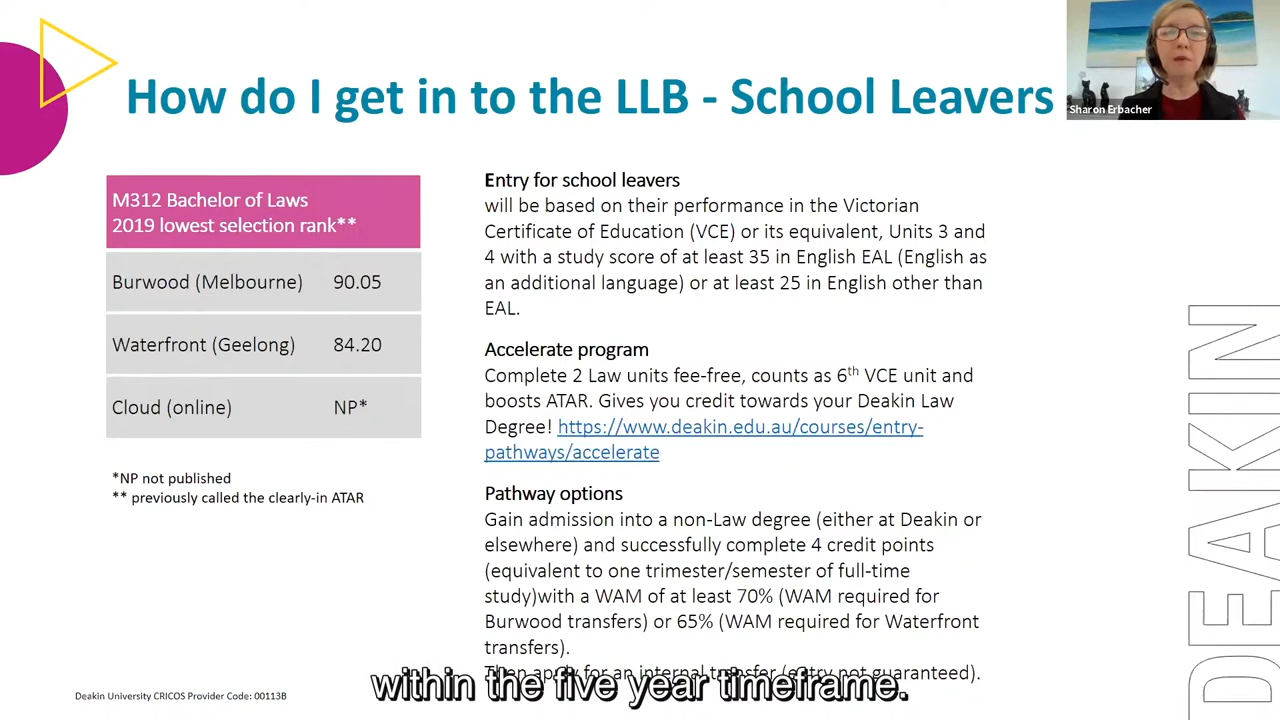 How do I get in to the LLB - School Leavers
Sharon Erbacher
M312 Bachelor of Laws
2019 lowest selection rank**
Burwood (Melbourne) 90.05
Waterfront (Geelong) 84.20
Cloud (online) NP*
*NP not published
** previously called the clearly-in ATAR
Entry for school leavers
will be based on their performance in the Victorian
Certificate of Education (VCE) or its equivalent, Units 3 and
4 with a study score of at least 35 in English EAL (English as
an additional language) or at least 25 in English other than
EAL.
Accelerate program
Complete 2 Law units fee-free, counts as 6th VCE unit and
boosts ATAR. Gives you credit towards your Deakin Law
Degree! https://www.deakin.edu.au/courses/entry-
pathways/accelerate
Pathway options
Gain admission into a non-Law degree (either at Deakin or
elsewhere) and successfully complete 4 credit points
(equivalent to one trimester/semester of full-time
study)with a WAM of at least 70% (WAM required for
Burwood transfers) or 65% (WAM required for Waterfront
transfers).
Then apply for an internal transfer (entry not guaranteed).
within the five year timeframe.
Deakin University CRICOS Provider Code: 00113B
DEAKIN